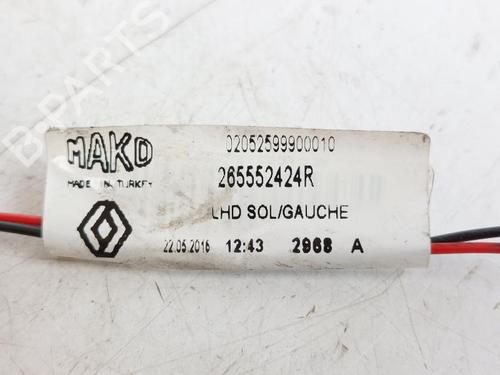 MAKO
MADE IN TURKEY
02052599900010
265552424R
LHD SOL/GAUCHE
22.05.2016 12:43 2968 A
B-PARTS